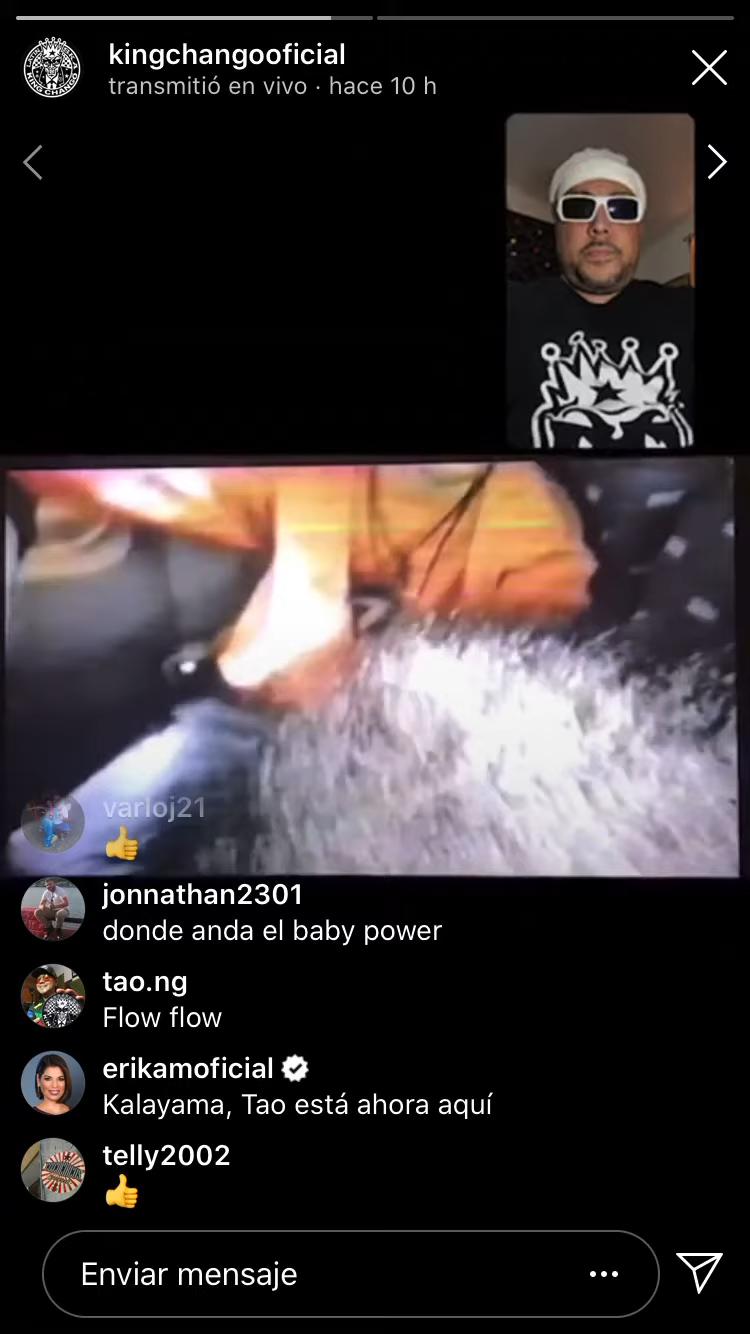 kingchangooficial
transmitió en vivo · hace 10 h
varloj21
👍
jonnathan2301
donde anda el baby power
tao.ng
Flow flow
erikamoficial
Kalayama, Tao está ahora aquí
telly2002
👍
Enviar mensaje